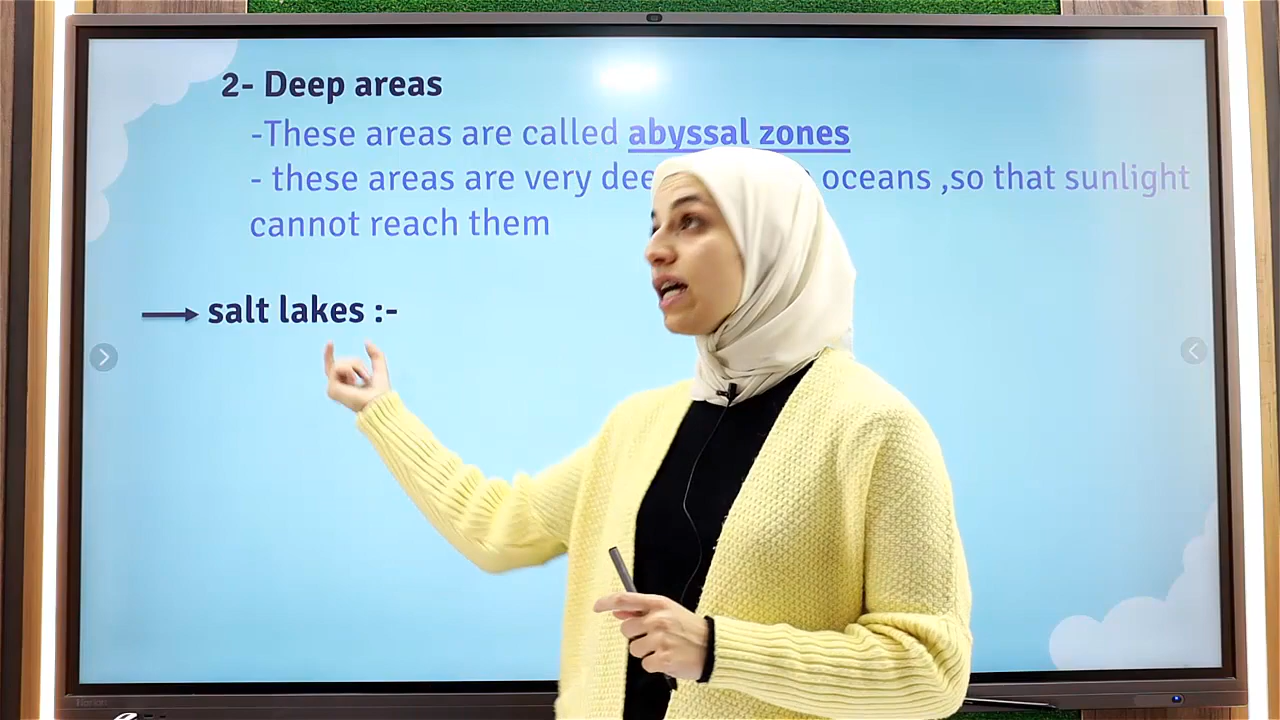 2- Deep areas
-These areas are called abyssal zones
- these areas are very dee oceans ,so that sunlight
cannot reach them
salt lakes :-